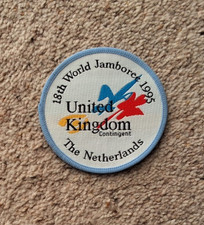 18th World Jamboree 1995
United
Kingdom
Contingent
The Netherlands